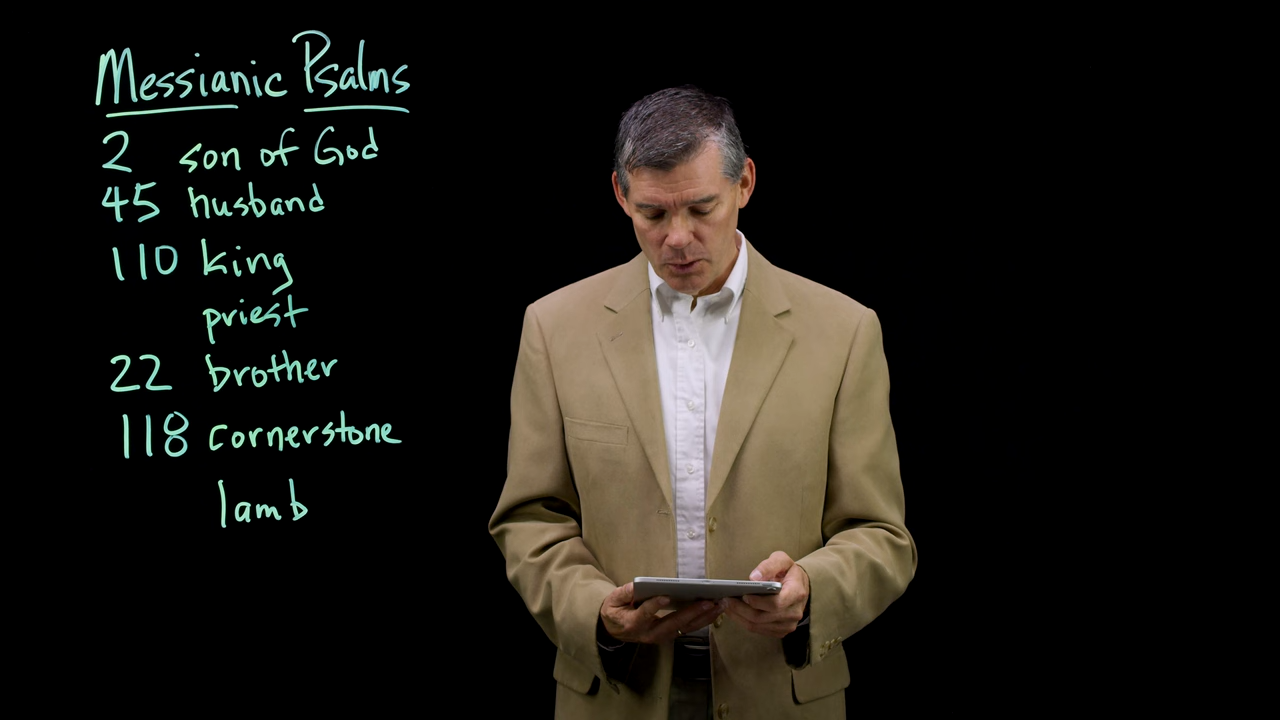 Messianic Psalms
2 son of God
45 husband
110 king
priest
22 brother
118 cornerstone
lamb